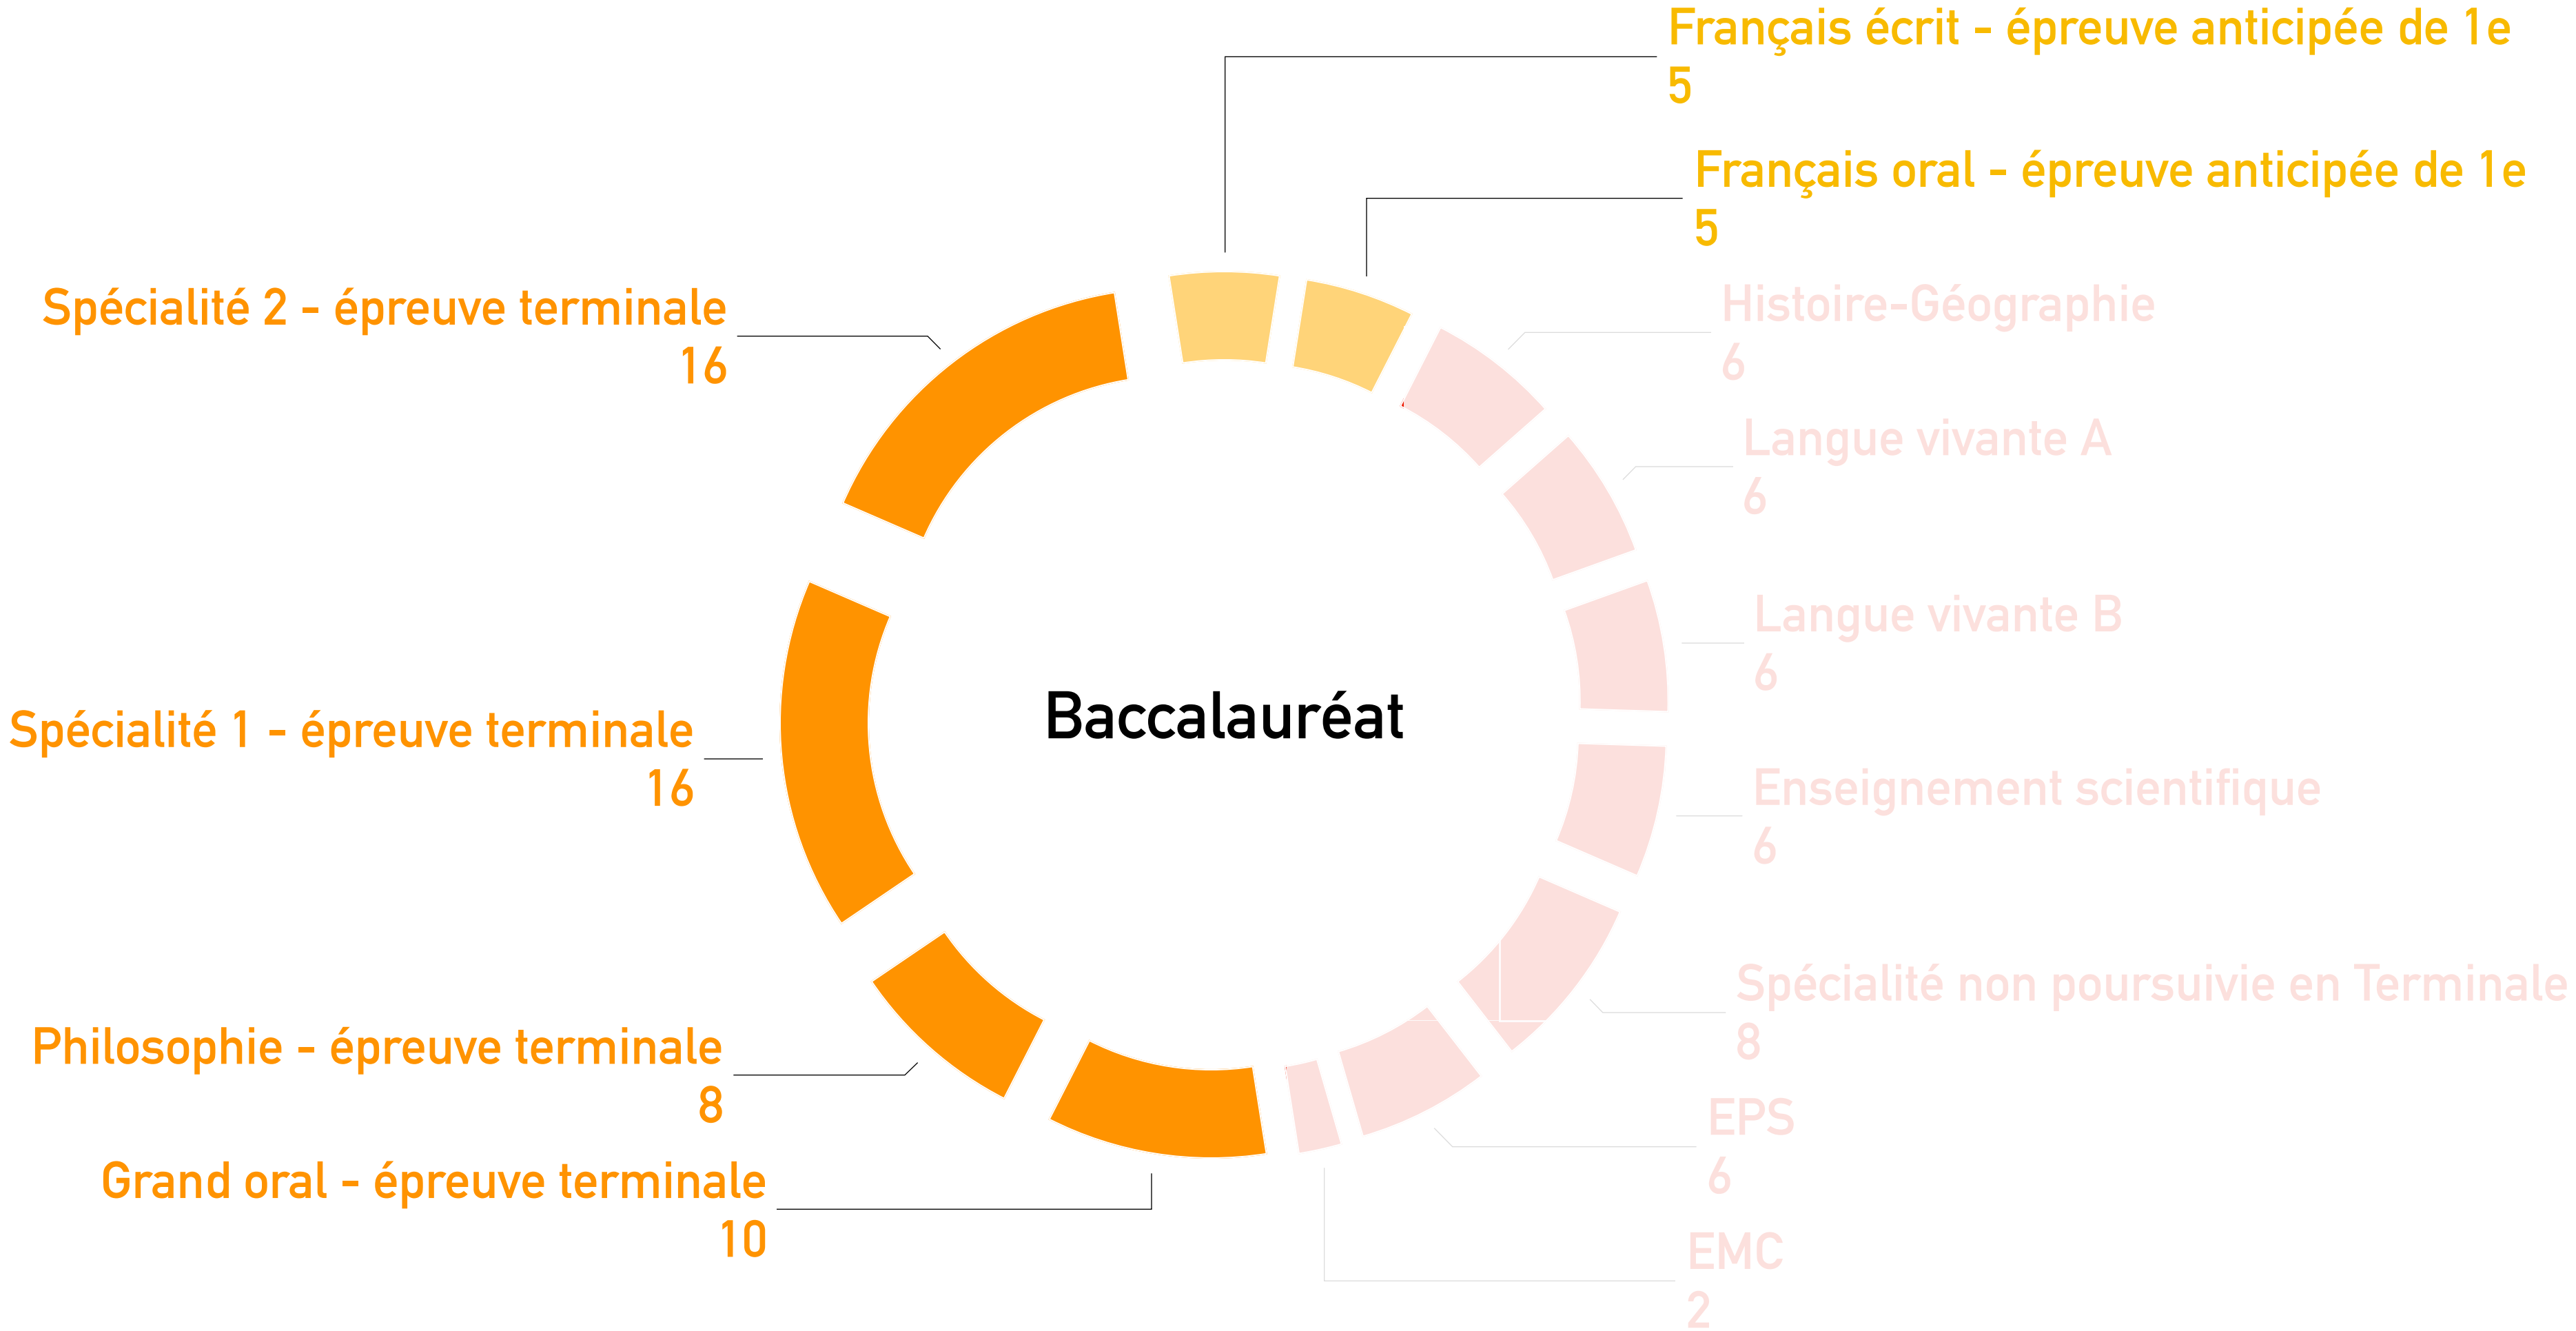 Français écrit - épreuve anticipée de 1e
5
Français oral - épreuve anticipée de 1e
5
Histoire-Géographie
6
Langue vivante A
6
Langue vivante B
6
Enseignement scientifique
6
Spécialité non poursuivie en Terminale
8
EPS
6
EMC
2
Grand oral - épreuve terminale
10
Philosophie - épreuve terminale
8
Spécialité 1 - épreuve terminale
16
Spécialité 2 - épreuve terminale
16
Baccalauréat